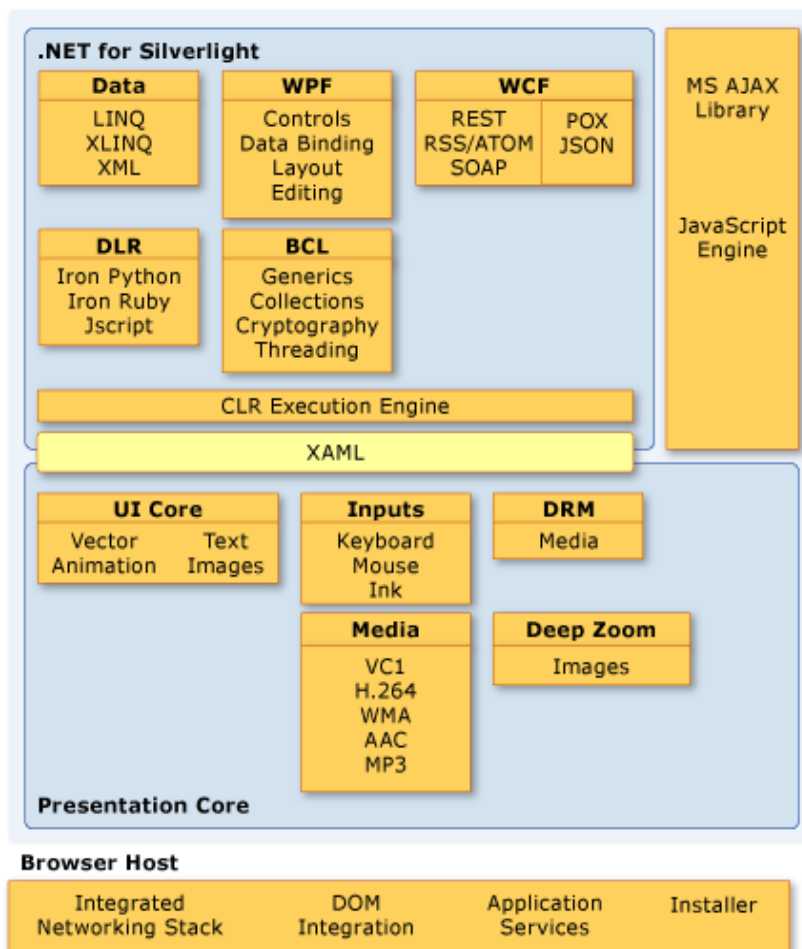 .NET for Silverlight
Data
LINQ
XLINQ
XML
WPF
Controls
Data Binding
Layout
Editing
WCF
REST
RSS/ATOM
SOAP
POX
JSON
MS AJAX
Library
JavaScript
Engine
DLR
Iron Python
Iron Ruby
Jscript
BCL
Generics
Collections
Cryptography
Threading
CLR Execution Engine
XAML
UI Core
Vector Text
Animation Images
Inputs
Keyboard
Mouse
Ink
DRM
Media
Media
VC1
H.264
WMA
AAC
MP3
Deep Zoom
Images
Presentation Core
Browser Host
Integrated
Networking Stack
DOM
Integration
Application
Services
Installer